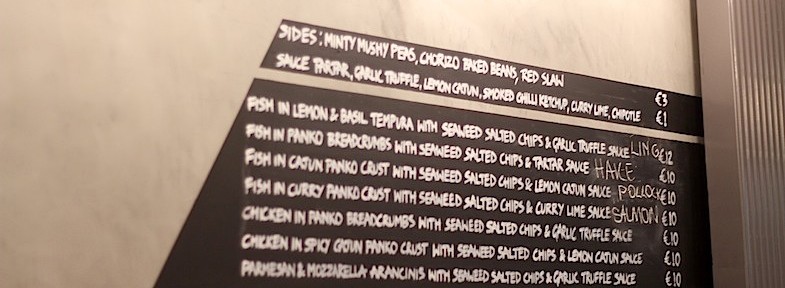 SIDES: MINTY MUSHY PEAS, CHORIZO BAKED BEANS, RED SLAW €3
SAUCE TARTAR, GARLIC TRUFFLE, LEMON CATUN, SMOKED CHILLI KETCHUP, CURRY LIME, CHIPOTLE €1
FISH IN LEMON & BASIL TEMPURA WITH SEAWEED SALTED CHIPS & GARLIC TRUFFLE SAUCE LING €12
FISH IN PANKO BREADCRUMBS WITH SEAWEED SALTED CHIPS & TARTAR SAUCE HAKE €10
FISH IN CATUN PANKO CRUST WITH SEAWEED SALTED CHIPS & LEMON CATUN SAUCE POLLOCK €10
FISH IN CURRY PANKO CRUST WITH SEAWEED SALTED CHIPS & CURRY LIME SAUCE SALMON €10
CHICKEN IN PANKO BREADCRUMBS WITH SEAWEED SALTED CHIPS & GARLIC TRUFFLE SAUCE €10
CHICKEN IN SPICY CATUN PANKO CRUST WITH SEAWEED SALTED CHIPS & LEMON CATUN SAUCE €10
PARMESAN & MOZZARELLA ARANCINIS WITH SEAWEED SALTED CHIPS & GARLIC TRUFFLE SAUCE €10